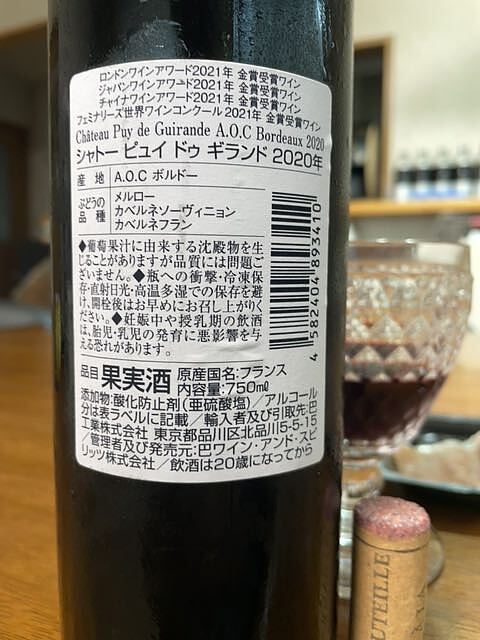 ロンドンワインアワード2021年 金賞受賞ワイン
ジャパンワインアワード2021年 金賞受賞ワイン
チャイナワインアワード2021年 金賞受賞ワイン
フェミナリーズ世界ワインコンクール 2021年 金賞受賞ワイン
Château Puy de Guirande A.O.C Bordeaux 2020
シャトー ピュイ ドゥ ギランド 2020年
産地 A.O.C ボルドー
ぶどうの品種 メルロー
カベルネソーヴィニョン
カベルネフラン
◆葡萄果汁に由来する沈殿物を生
じることがありますが品質には問題ご
ざいません。◆瓶への衝撃・冷凍保
存・直射日光・高温多湿での保存を避
け、開栓後はお早めにお召し上がりく
ださい。◆妊娠中や授乳期の飲酒
は、胎児・乳児の発育に悪影響を与
える恐れがあります。
4 582404 893410
品目 果実酒 原産国名:フランス
内容量:750mℓ
添加物:酸化防止剤(亜硫酸塩)/アルコール
分は表ラベルに記載/輸入者及び引取先:巴
工業株式会社 東京都品川区北品川5-5-15
/管理者及び発売元:巴ワイン・アンド・スピ
リッツ株式会社/飲酒は20歳になってから
UTEILLE